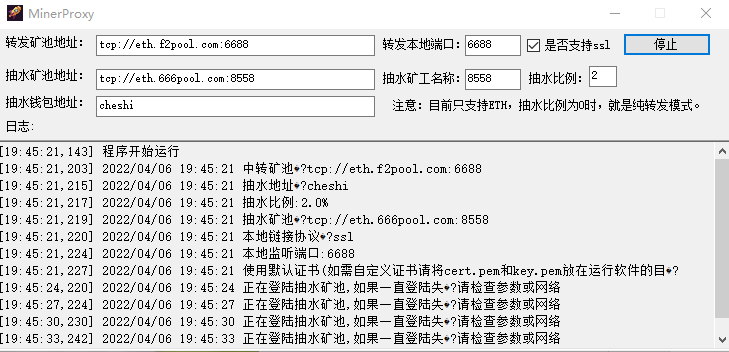 MinerProxy
转发矿池地址: tcp://eth.f2pool.com:6688 转发本地端口: 6688 是否支持ssl 停止
抽水矿池地址: tcp://eth.666pool.com:8558 抽水矿工名称: 8558 抽水比例: 2
抽水钱包地址: cheshi 注意: 目前只支持ETH, 抽水比例为0时, 就是纯转发模式。
日志:
[19:45:21,143] 程序开始运行
[19:45:21,203] 2022/04/06 19:45:21 中转矿池�?tcp://eth.f2pool.com:6688
[19:45:21,215] 2022/04/06 19:45:21 抽水地址�?cheshi
[19:45:21,217] 2022/04/06 19:45:21 抽水比例:2.0%
[19:45:21,219] 2022/04/06 19:45:21 抽水矿池�?tcp://eth.666pool.com:8558
[19:45:21,220] 2022/04/06 19:45:21 本地链接协议�?ssl
[19:45:21,224] 2022/04/06 19:45:21 本地监听端口:6688
[19:45:21,227] 2022/04/06 19:45:21 使用默认证书(如需自定义证书请将cert.pem和key.pem放在运行软件的目�?
[19:45:24,220] 2022/04/06 19:45:24 正在登陆抽水矿池,如果一直登陆失�?请检查参数或网络
[19:45:27,224] 2022/04/06 19:45:27 正在登陆抽水矿池,如果一直登陆失�?请检查参数或网络
[19:45:30,230] 2022/04/06 19:45:30 正在登陆抽水矿池,如果一直登陆失�?请检查参数或网络
[19:45:33,242] 2022/04/06 19:45:33 正在登陆抽水矿池,如果一直登陆失�?请检查参数或网络